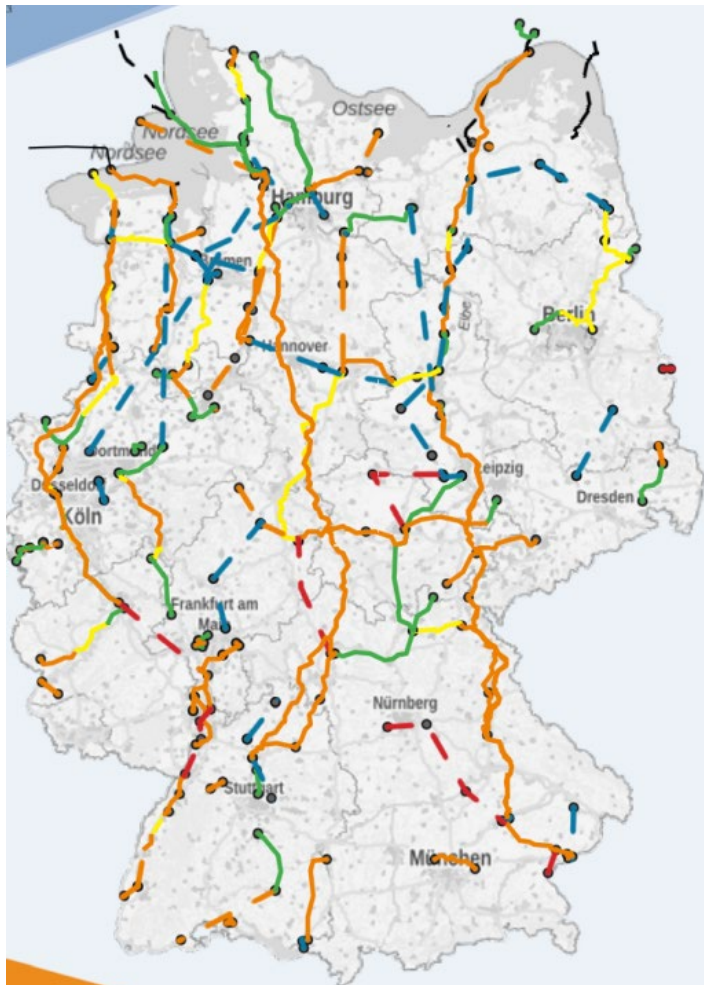 Ostsee
Nordsee
Nordsee
Hamburg
Bremen
Elbe
Berlin
Hannover
Dortmund
Leipzig
Düsseldorf
Dresden
Köln
Frankfurt am
Main
Nürnberg
Stuttgart
München